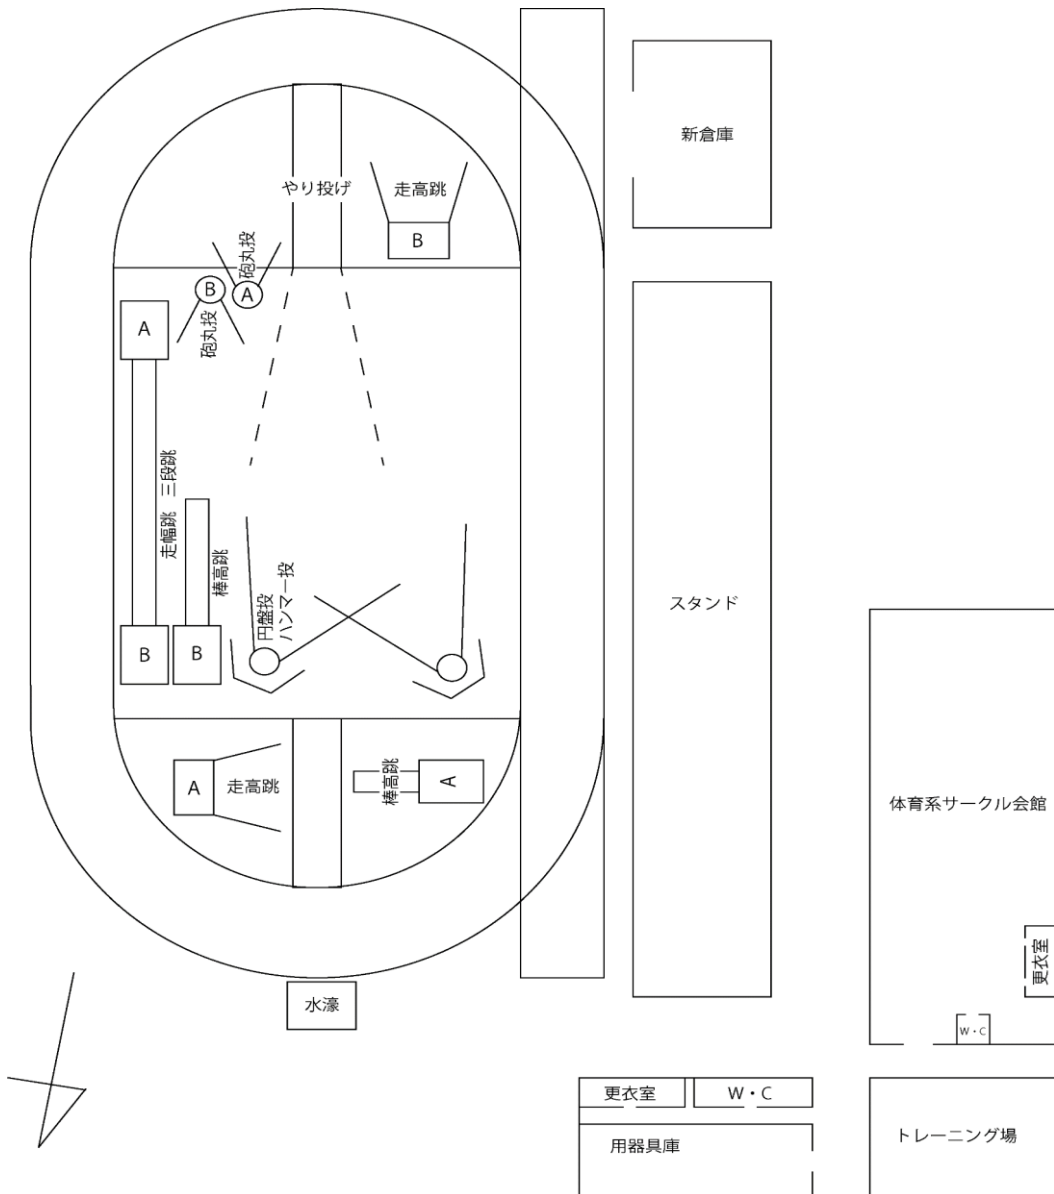 新倉庫
やり投げ
走高跳
B
砲丸投
B
A
砲丸投
A
三段跳
走幅跳
棒高跳
円盤投
ハンマー投
スタンド
B
B
A
走高跳
棒高跳
A
体育系サークル会館
更衣室
水濠
W・C
更衣室
W・C
用器具庫
トレーニング場